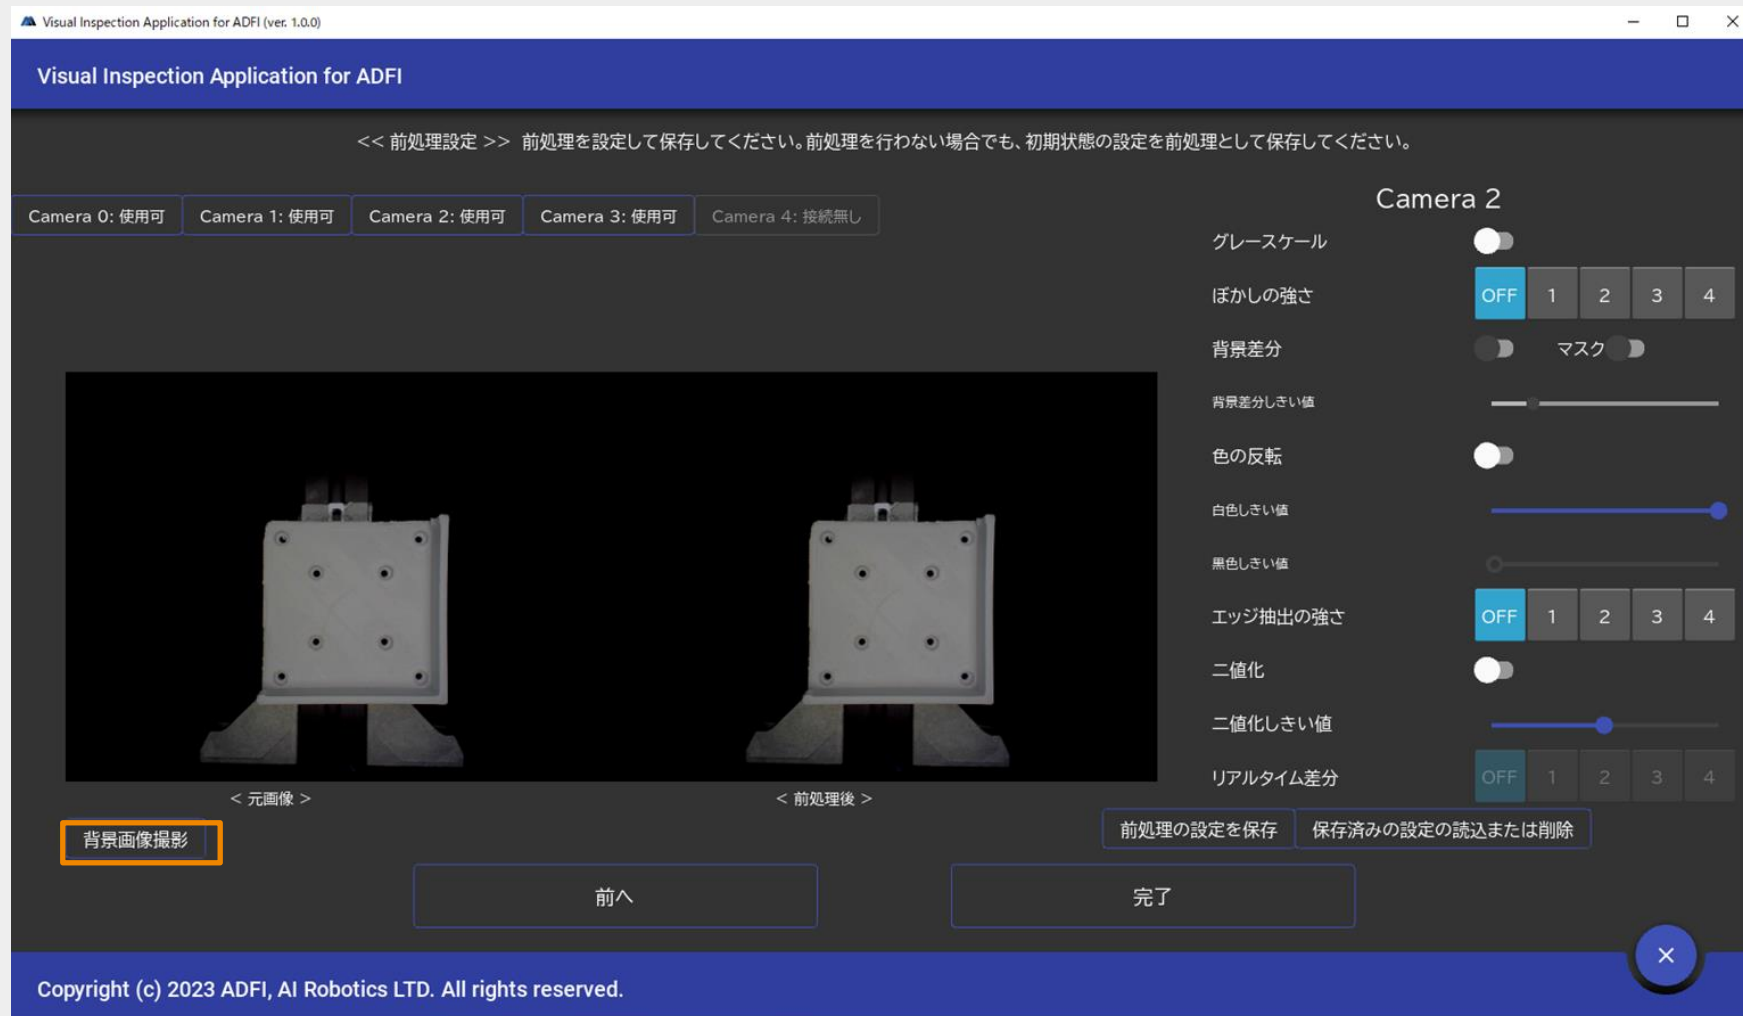 Visual Inspection Application for ADFI (ver. 1.0.0)
Visual Inspection Application for ADFI
<< 前処理設定 >> 前処理を設定して保存してください。前処理を行わない場合でも、初期状態の設定を前処理として保存してください。
Camera 0: 使用可 Camera 1: 使用可 Camera 2: 使用可 Camera 3: 使用可 Camera 4: 接続無し
Camera 2
グレースケール
ぼかしの強さ OFF 1 2 3 4
背景差分 マスク
背景差分しきい値
色の反転
白色しきい値
黒色しきい値
エッジ抽出の強さ OFF 1 2 3 4
二値化
二値化しきい値
リアルタイム差分 OFF 1 2 3 4
< 元画像 > < 前処理後 >
背景画像撮影 前処理の設定を保存 保存済みの設定の読込または削除
前へ 完了
Copyright (c) 2023 ADFI, AI Robotics LTD. All rights reserved.